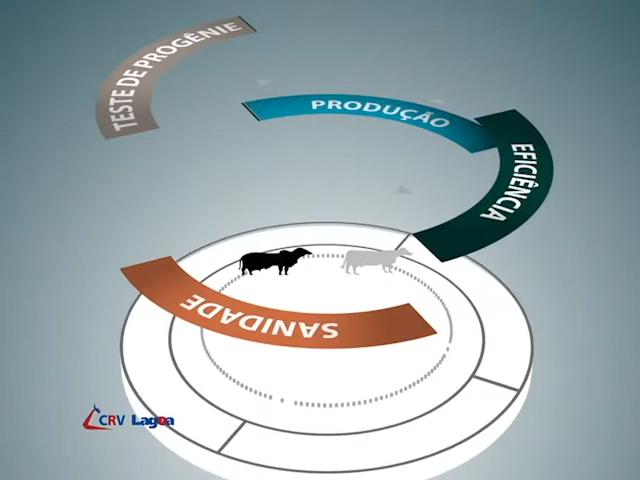 TESTE DE PROGÊNIE
PRODUÇÃO
EFICIÊNCIA
SANIDADE
CRV Lagoa